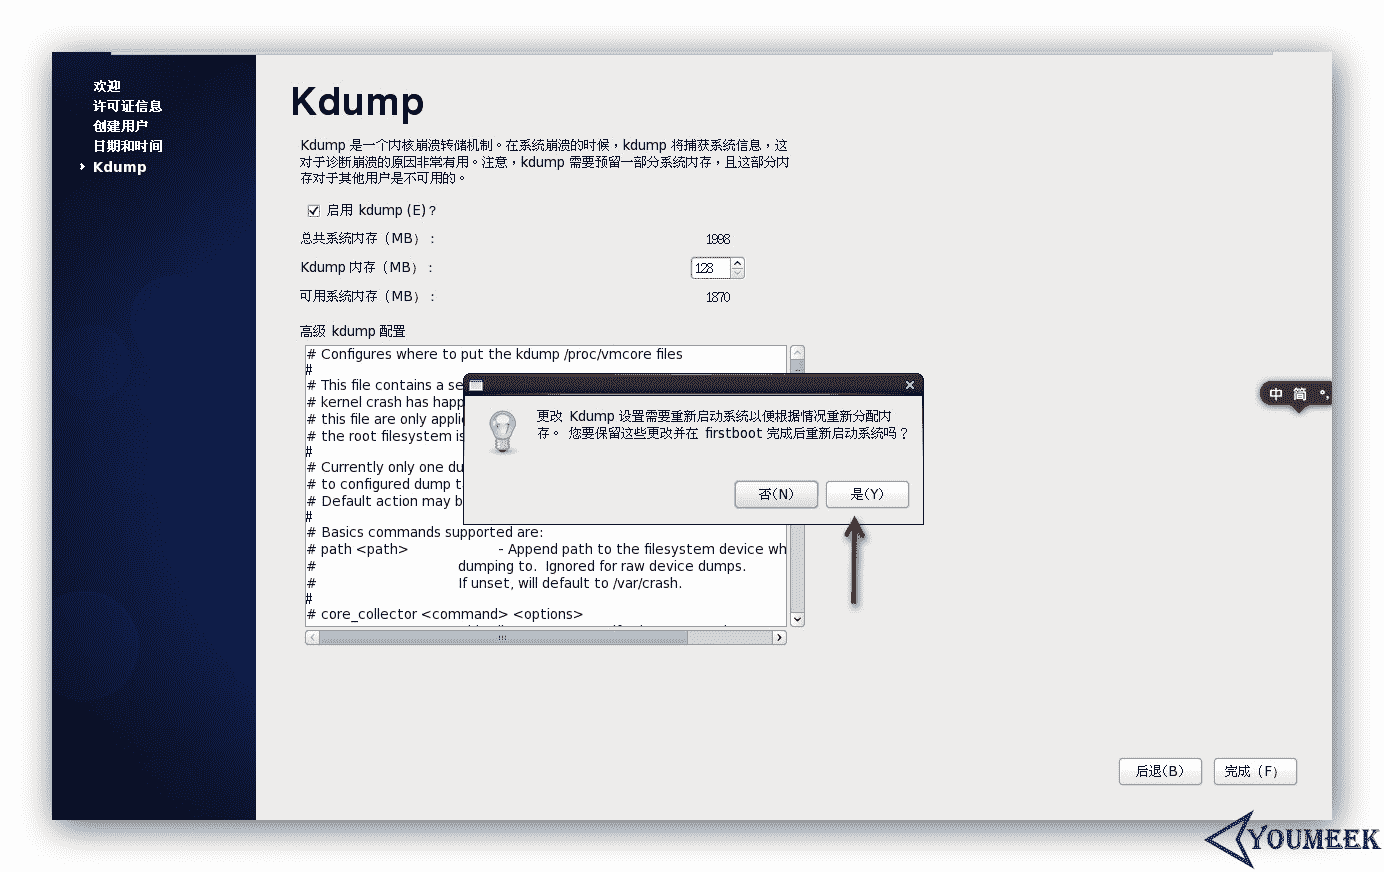 欢迎
许可证信息
创建用户
日期和时间
Kdump
Kdump
Kdump 是一个内核崩溃转储机制。在系统崩溃的时候，kdump 将捕获系统信息，这
对于诊断崩溃的原因非常有用。注意，kdump 需要预留一部分系统内存，且这部分内
存对于其他用户是不可用的。
启用 kdump (E)？
总共系统内存（MB）： 1998
Kdump 内存（MB）： 128
可用系统内存（MB）： 1870
高级 kdump 配置
# Configures where to put the kdump /proc/vmcore files
#
# This file contains a se
# kernel crash has happ
# this file are only appli
# the root filesystem is
#
# Currently only one du
# to configured dump t
# Default action may b
#
# Basics commands supported are:
# path <path> - Append path to the filesystem device wh
# dumping to. Ignored for raw device dumps.
# If unset, will default to /var/crash.
#
# core_collector <command> <options>
更改 Kdump 设置需要重新启动系统以便根据情况重新分配内
存。 您要保留这些更改并在 firstboot 完成后重新启动系统吗？
否(N) 是(Y)
中 简 °,
后退(B) 完成（F）
YOUMEEK